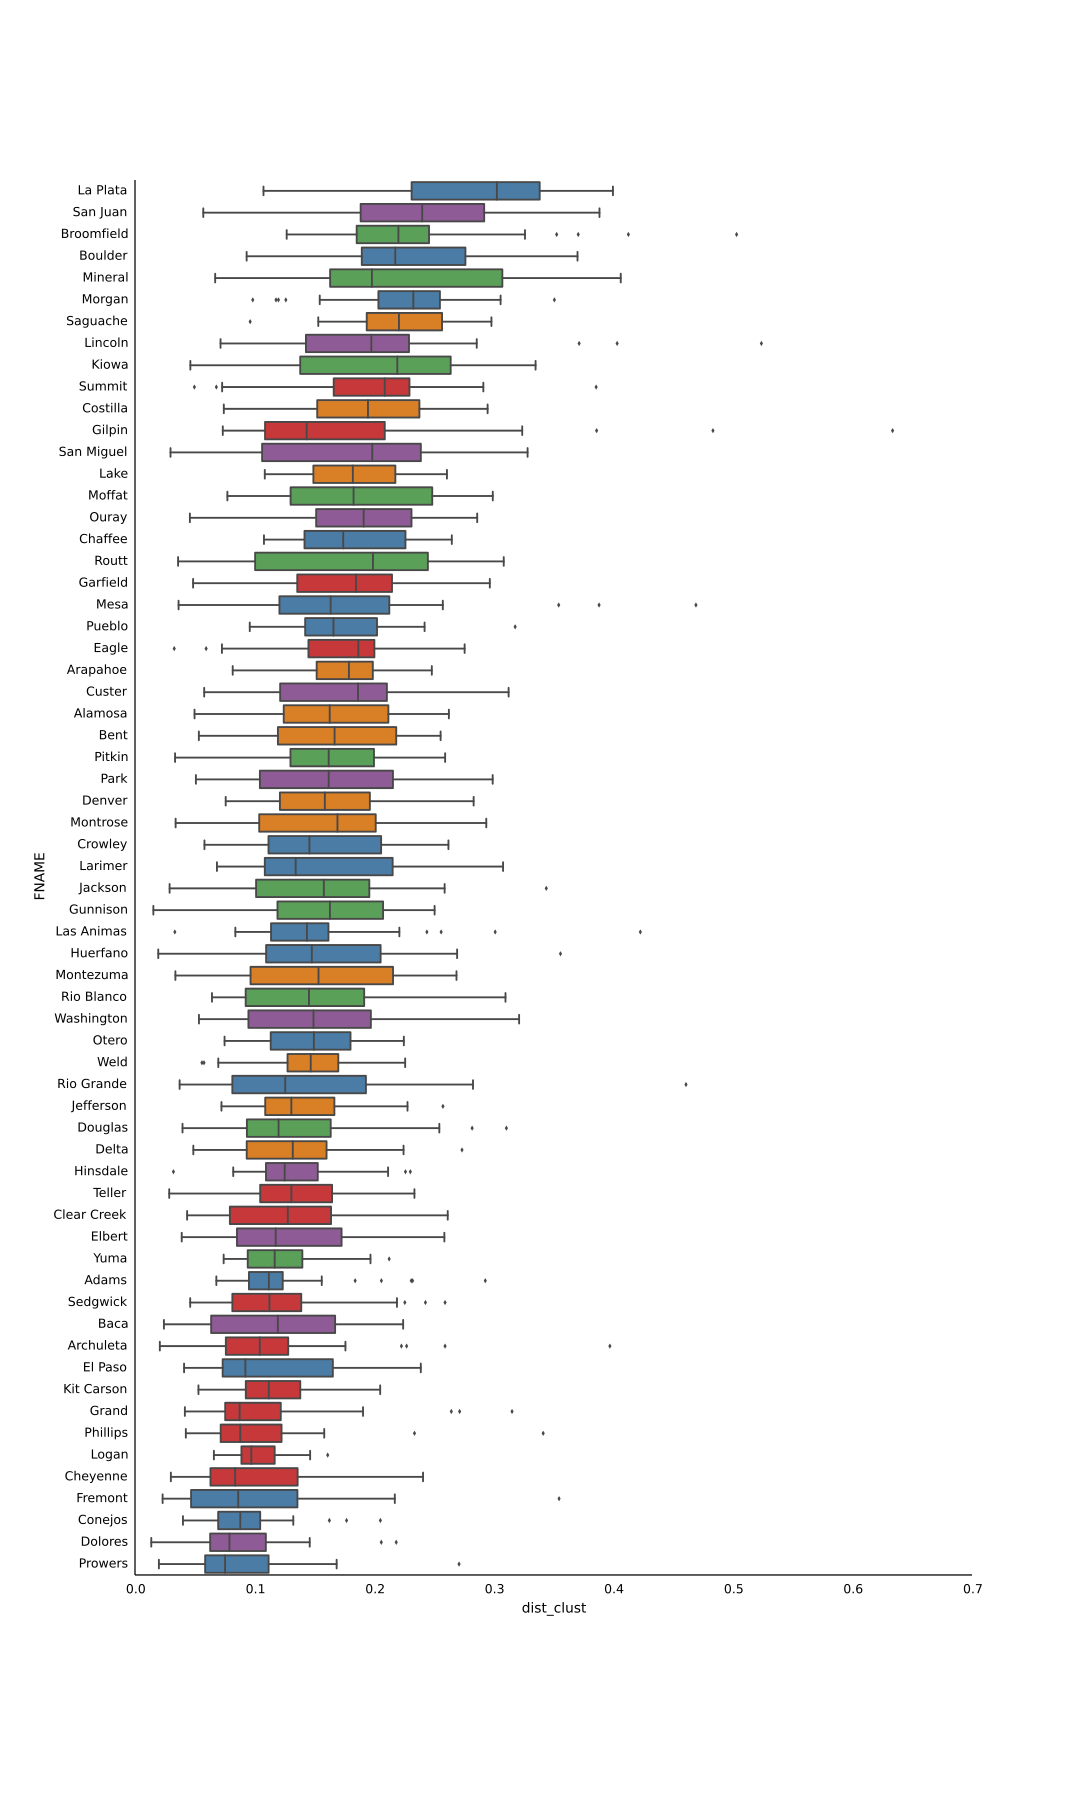 La Plata
San Juan
Broomfield
Boulder
Mineral
Morgan
Saguache
Lincoln
Kiowa
Summit
Costilla
Gilpin
San Miguel
Lake
Moffat
Ouray
Chaffee
Routt
Garfield
Mesa
Pueblo
Eagle
Arapahoe
Custer
Alamosa
Bent
Pitkin
Park
Denver
Montrose
Crowley
Larimer
Jackson
Gunnison
Las Animas
Huerfano
Montezuma
Rio Blanco
Washington
Otero
Weld
Rio Grande
Jefferson
Douglas
Delta
Hinsdale
Teller
Clear Creek
Elbert
Yuma
Adams
Sedgwick
Baca
Archuleta
El Paso
Kit Carson
Grand
Phillips
Logan
Cheyenne
Fremont
Conejos
Dolores
Prowers
FNAME
0.0 0.1 0.2 0.3 0.4 0.5 0.6 0.7
dist_clust